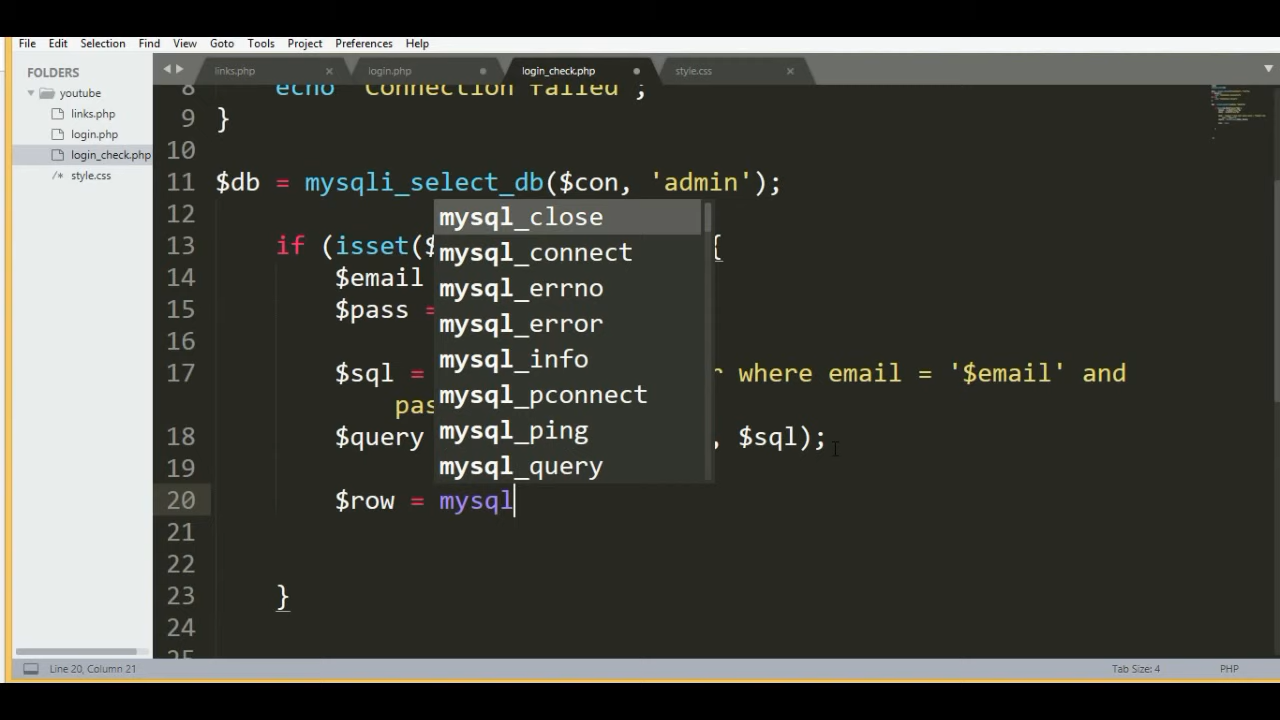 File Edit Selection Find View Goto Tools Project Preferences Help
FOLDERS
youtube
links.php
login.php
login_check.php
/* style.css
links.php × login.php login_check.php style.css ×
8 echo "Connection failed";
9 }
10
11 $db = mysqli_select_db($con, 'admin');
12
13 if (isset($ {
14 $email
15 $pass =
16
17 $sql = where email = '$email' and
pas
18 $query , $sql);
19
20 $row = mysql
21
22
23 }
24
25
mysql_close
mysql_connect
mysql_errno
mysql_error
mysql_info
mysql_pconnect
mysql_ping
mysql_query
Line 20, Column 21 Tab Size: 4 PHP